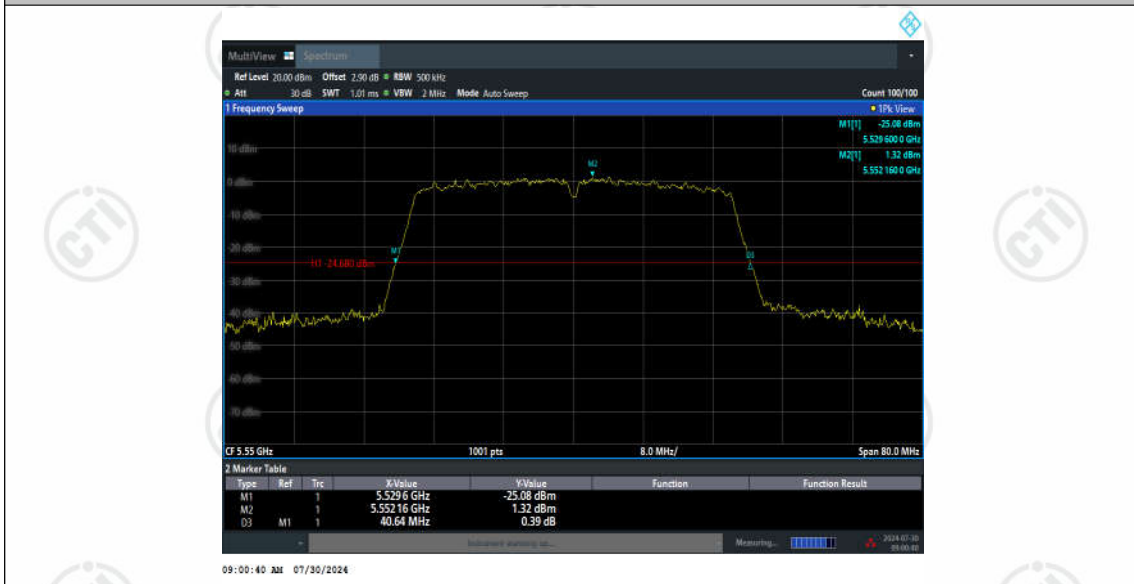 MultiView Spectrum
Ref Level 20.00 dBm Offset 2.90 dB RBW 500 kHz
Att 30 dB SWT 1.01 ms VBW 2 MHz Mode Auto Sweep Count 100/100
1 Frequency Sweep 1Pk View
M1[1] -25.08 dBm
5.529 600 0 GHz
M2[1] 1.32 dBm
5.552 160 0 GHz
10 dBm
M2
0 dBm
-10 dBm
-20 dBm
M1
D3
H1 -24.680 dBm
-30 dBm
-40 dBm
-50 dBm
-60 dBm
-70 dBm
CF 5.55 GHz 1001 pts 8.0 MHz/ Span 80.0 MHz
2 Marker Table
Type Ref Trc X-Value Y-Value Function Function Result
M1 1 5.5296 GHz -25.08 dBm
M2 1 5.55216 GHz 1.32 dBm
D3 M1 1 40.64 MHz 0.39 dB
Instrument warming up... Measuring... 2024-07-30
09:00:40
09:00:40 AM 07/30/2024
CTI
CTI